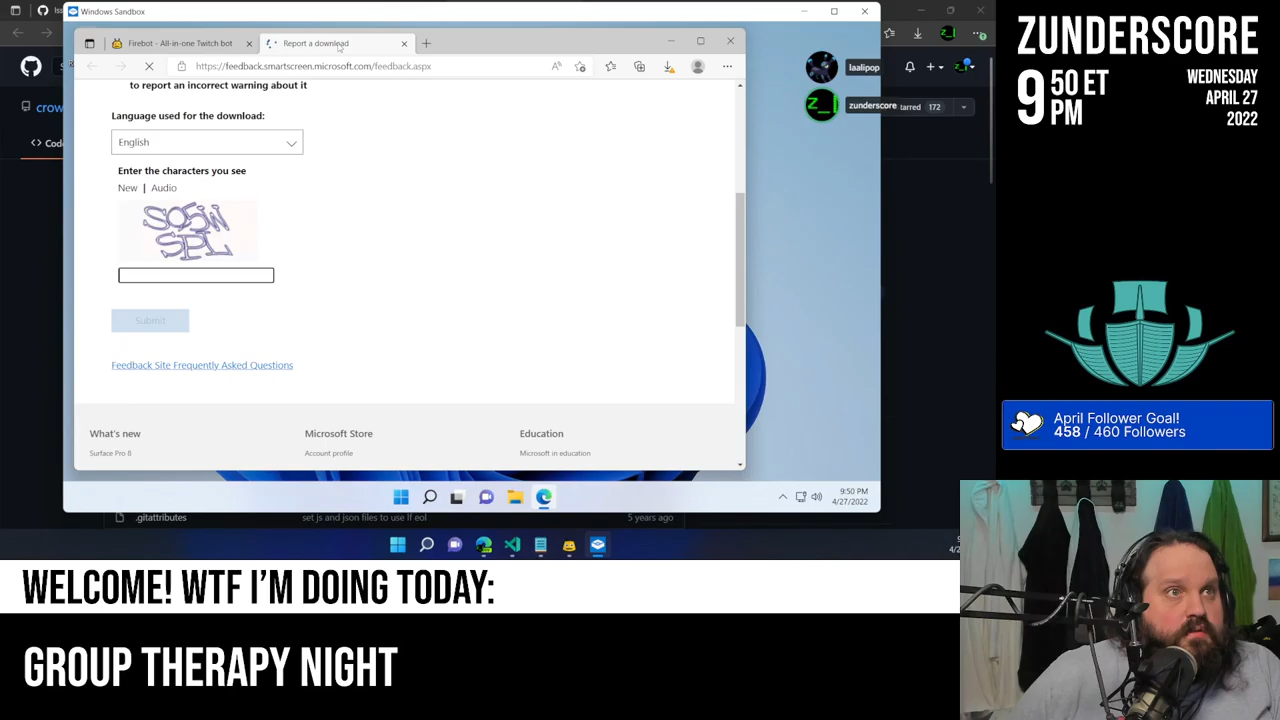 Windows Sandbox
Firebot - All-in-one Twitch bot
Report a download
https://feedback.smartscreen.microsoft.com/feedback.aspx
to report an incorrect warning about it
Language used for the download:
English
Enter the characters you see
New | Audio
SPL
Submit
Feedback Site Frequently Asked Questions
What's new
Microsoft Store
Education
Surface Pro 8
Account profile
Microsoft in education
9:50 PM
4/27/2022
crow
<> Cod
laalipop
zunderscore
tarred 172
.gitattributes
set js and json files to use lf eol
5 years ago
ZUNDERSCORE
9 50 ET PM
WEDNESDAY
APRIL 27
2022
April Follower Goal!
458 / 460 Followers
WELCOME! WTF I'M DOING TODAY:
GROUP THERAPY NIGHT